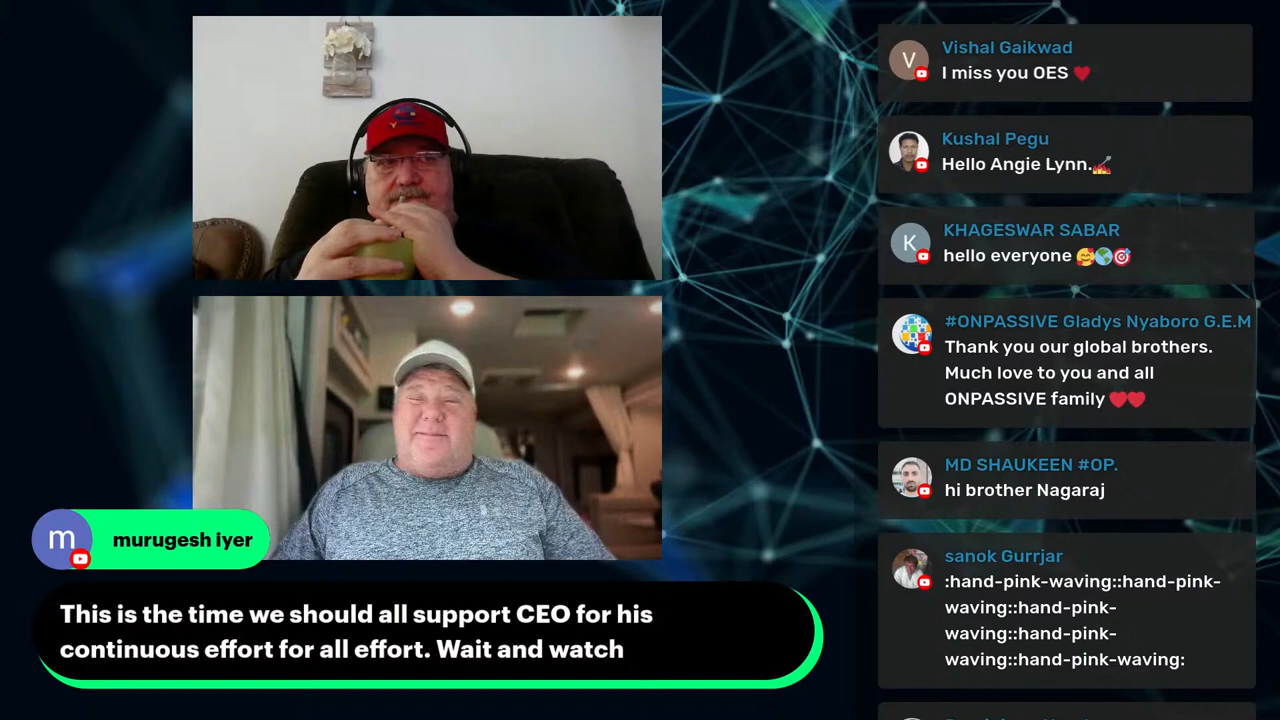 Vishal Gaikwad
I miss you OES ❤️
Kushal Pegu
Hello Angie Lynn.
KHAGESWAR SABAR
hello everyone 🥰🌎🎯
#ONPASSIVE Gladys Nyaboro G.E.M
Thank you our global brothers.
Much love to you and all
ONPASSIVE family ❤️❤️
MD SHAUKEEN #OP.
hi brother Nagaraj
sanok Gurrjar
:hand-pink-waving::hand-pink-
waving::hand-pink-
waving::hand-pink-
waving::hand-pink-waving:
V
K
m
murugesh iyer
This is the time we should all support CEO for his
continuous effort for all effort. Wait and watch